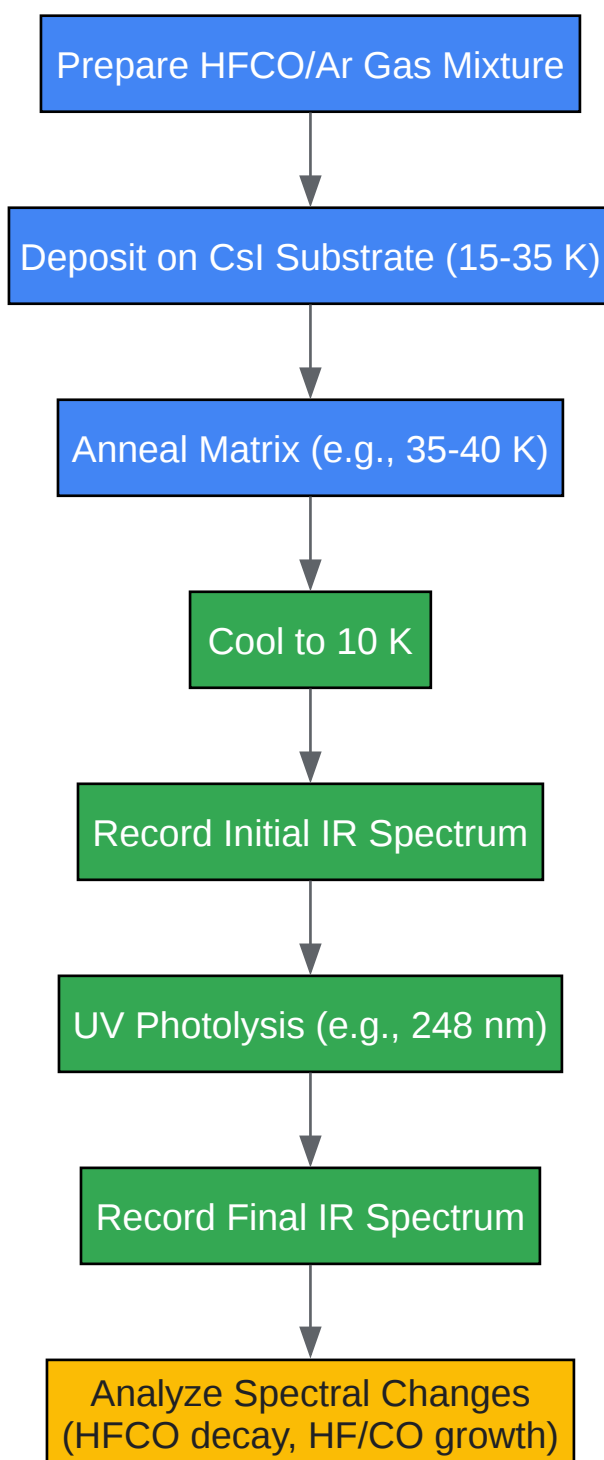 Prepare HFCO/Ar Gas Mixture
Deposit on CsI Substrate (15-35 K)
Anneal Matrix (e.g., 35-40 K)
Cool to 10 K
Record Initial IR Spectrum
UV Photolysis (e.g., 248 nm)
Record Final IR Spectrum
Analyze Spectral Changes
(HFCO decay, HF/CO growth)